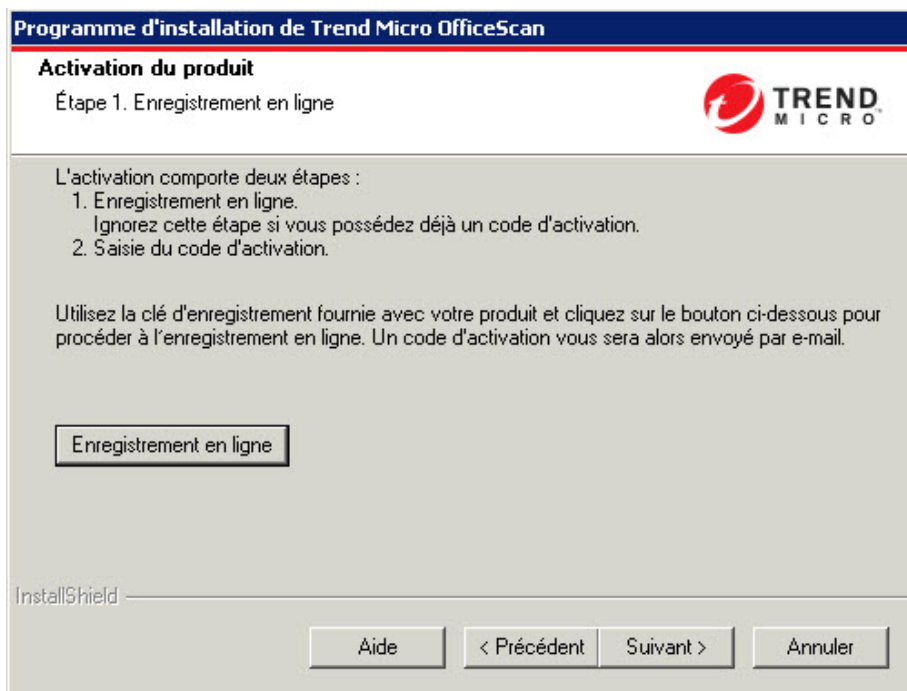 Programme d'installation de Trend Micro OfficeScan
Activation du produit
Étape 1. Enregistrement en ligne
TREND
MICRO
L'activation comporte deux étapes :
1. Enregistrement en ligne.
Ignorez cette étape si vous possédez déjà un code d'activation.
2. Saisie du code d'activation.
Utilisez la clé d'enregistrement fournie avec votre produit et cliquez sur le bouton ci-dessous pour
procéder à l'enregistrement en ligne. Un code d'activation vous sera alors envoyé par e-mail.
Enregistrement en ligne
InstallShield
Aide
< Précédent
Suivant >
Annuler